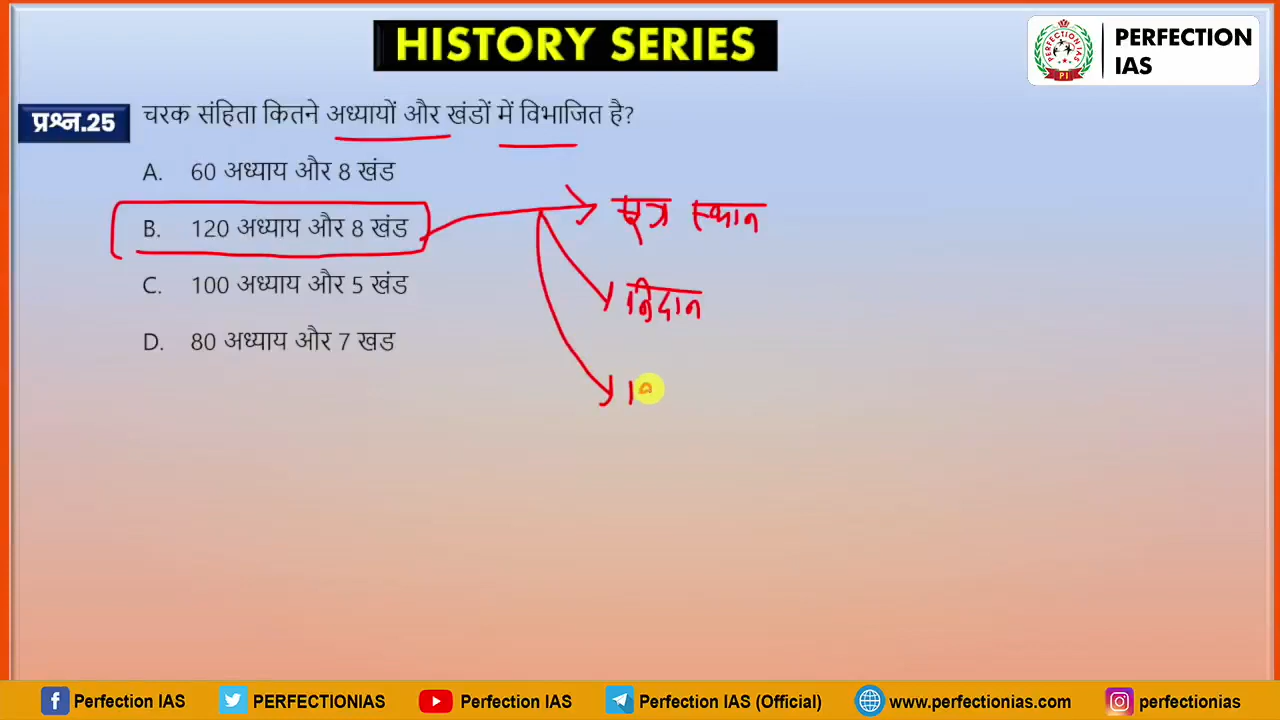 HISTORY SERIES
PERFECTION
IAS
प्रश्न.25 चरक संहिता कितने अध्यायों और खंडों में विभाजित है?
A. 60 अध्याय और 8 खंड
B. 120 अध्याय और 8 खंड
C. 100 अध्याय और 5 खंड
D. 80 अध्याय और 7 खड
सूत्र स्थान
निदान
Perfection IAS PERFECTIONIAS Perfection IAS Perfection IAS (Official) www.perfectionias.com perfectionias